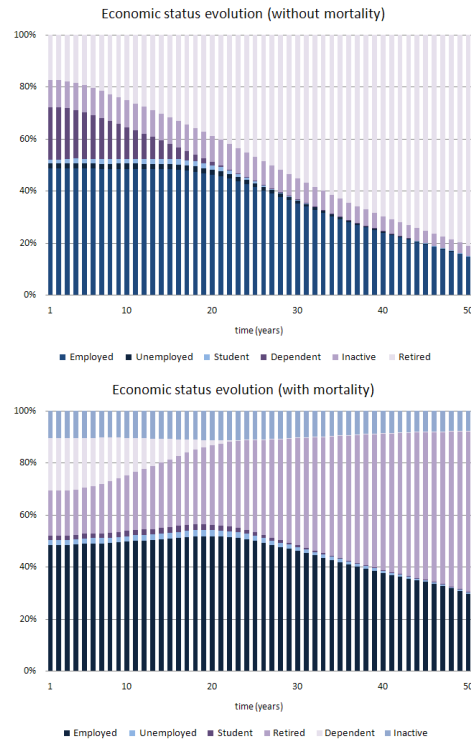 Economic status evolution (without mortality)
100%
80%
60%
40%
20%
0%
1 10 20 30 40 50
time (years)
Employed Unemployed Student Dependent Inactive Retired
Economic status evolution (with mortality)
100%
80%
60%
40%
20%
0%
1 10 20 30 40 50
time (years)
Employed Unemployed Student Retired Dependent Inactive